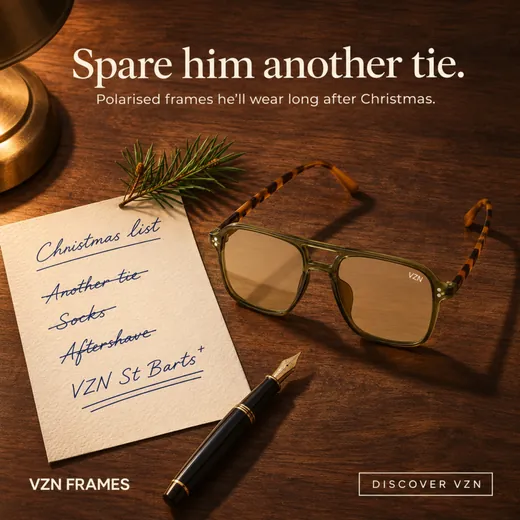 Spare him another tie.
Polarised frames he'll wear long after Christmas.
Christmas list
Another tie
Socks
Aftershave
VZN St Barts+
VZN
VZN FRAMES
DISCOVER VZN